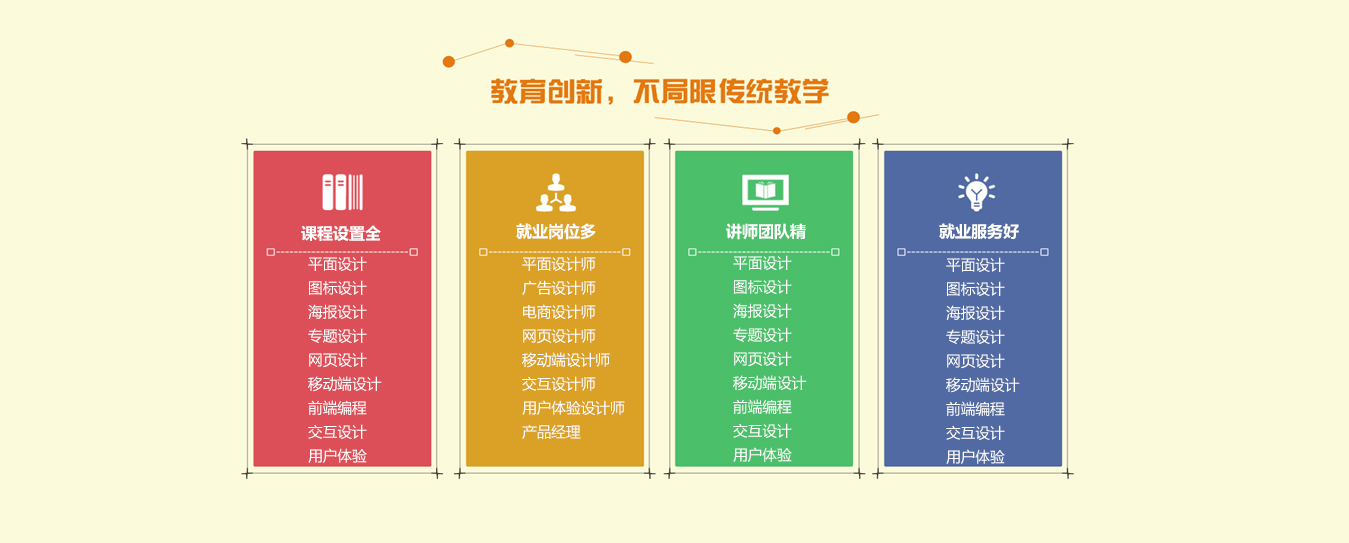 教育创新，不局限传统教学
课程设置全
平面设计
图标设计
海报设计
专题设计
网页设计
移动端设计
前端编程
交互设计
用户体验
就业岗位多
平面设计师
广告设计师
电商设计师
网页设计师
移动端设计师
交互设计师
用户体验设计师
产品经理
讲师团队精
平面设计
图标设计
海报设计
专题设计
网页设计
移动端设计
前端编程
交互设计
用户体验
就业服务好
平面设计
图标设计
海报设计
专题设计
网页设计
移动端设计
前端编程
交互设计
用户体验